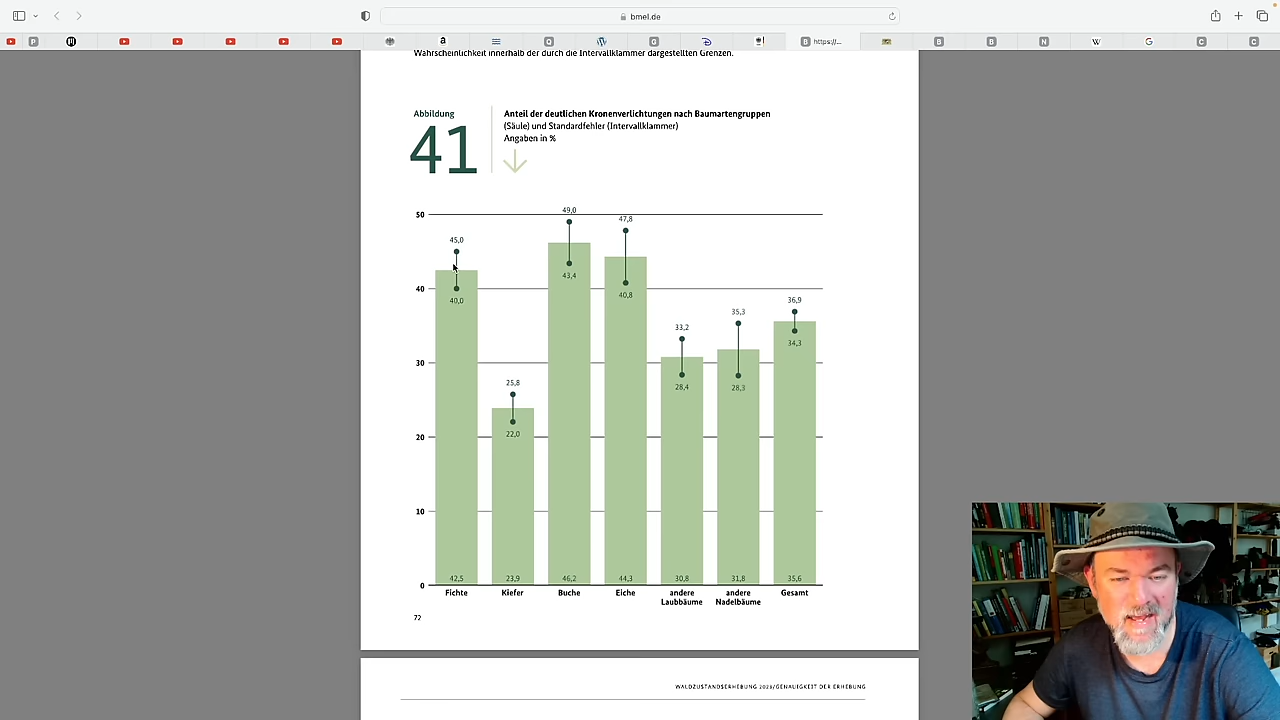 bmel.de
https://...
Wahrscheinlichkeit innerhalb der durch die Intervallklammer dargestellten Grenzen.
Abbildung
41
Anteil der deutlichen Kronenverlichtungen nach Baumartengruppen
(Säule) und Standardfehler (Intervallklammer)
Angaben in %
50
40
30
20
10
0
45,0
40,0
25,8
22,0
49,0
43,4
47,8
40,8
33,2
28,4
35,3
28,3
36,9
34,3
42,5
23,9
46,2
44,3
30,8
31,8
35,6
Fichte
Kiefer
Buche
Eiche
andere
Laubbäume
andere
Nadelbäume
Gesamt
72
WALDZUSTANDSERHEBUNG 2023/GENAUIGKEIT DER ERHEBUNG